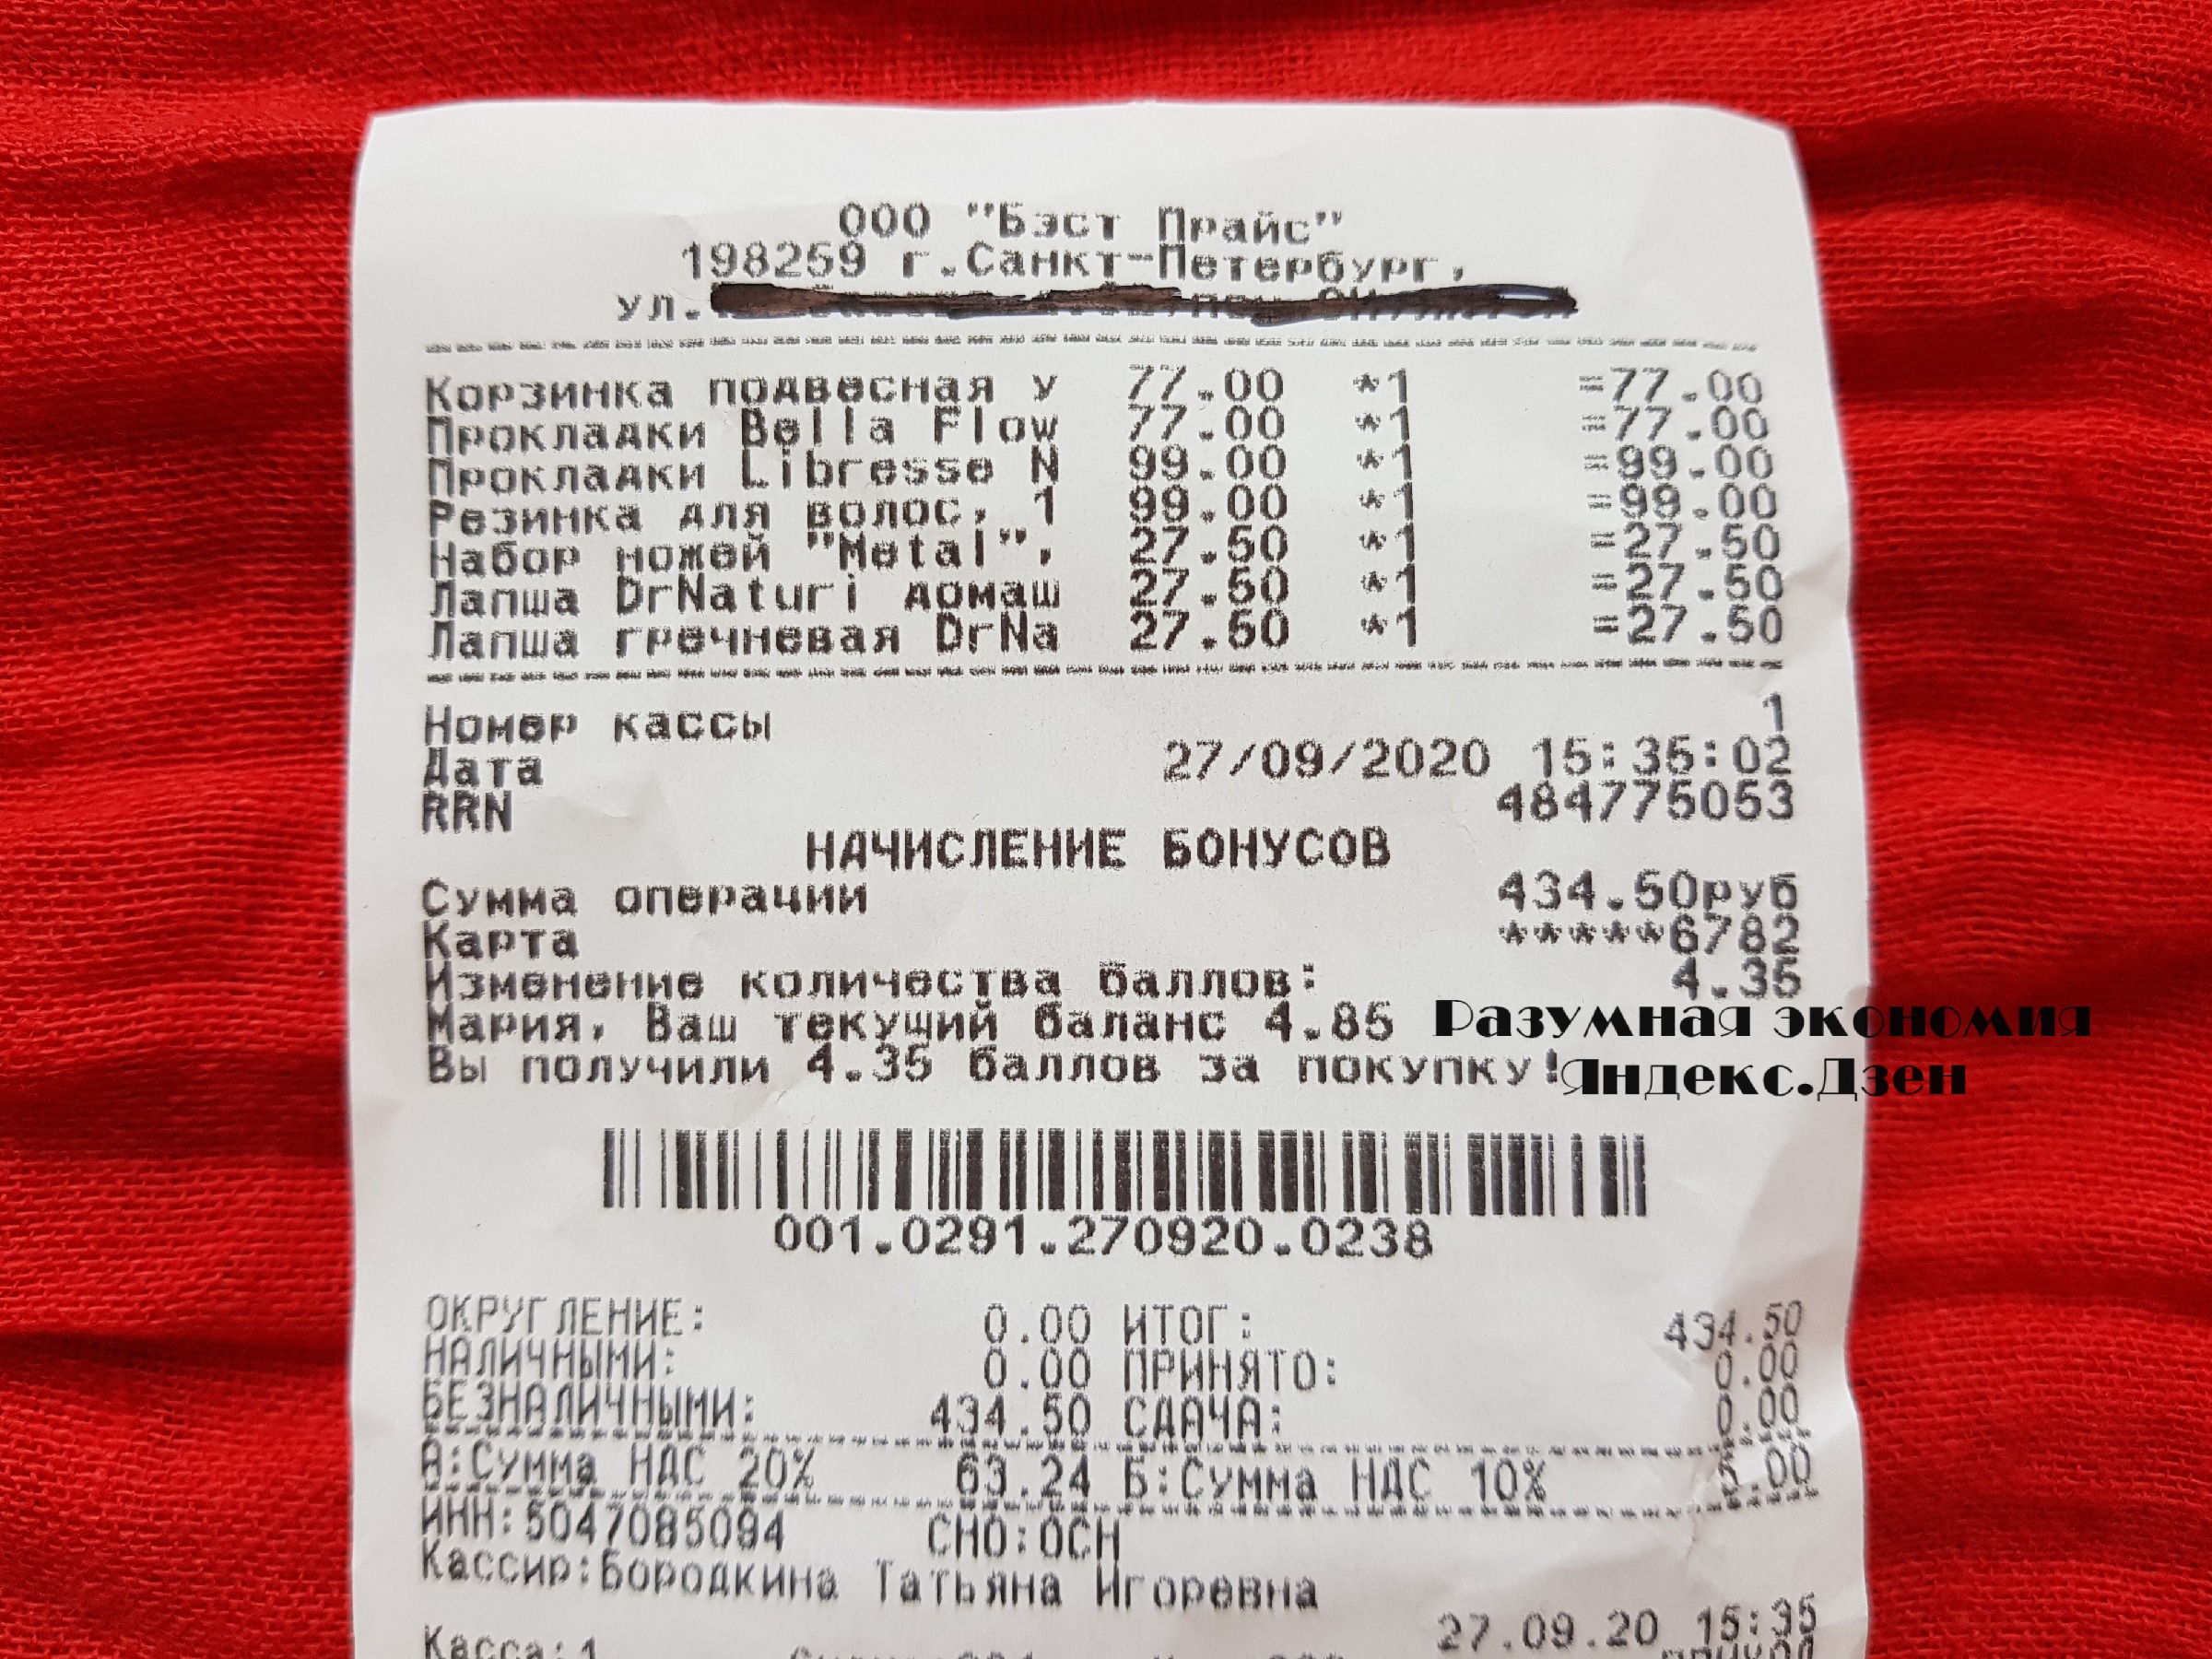 ООО "Бэст Прайс"
198259 г.Санкт-Петербург,
ул.
Корзинка подвесная у 77.00 *1 =77.00
Прокладки Bella Flow 77.00 *1 =77.00
Прокладки Libresse N 99.00 *1 =99.00
Резинка для волос, 1 99.00 *1 =99.00
Набор ножей "Metal", 27.50 *1 =27.50
Лапша DrNaturi домаш 27.50 *1 =27.50
Лапша гречневая DrNa 27.50 *1 =27.50
Номер кассы 1
Дата 27/09/2020 15:35:02
RRN 484775053
НАЧИСЛЕНИЕ БОНУСОВ
Сумма операции 434.50руб
Карта *****6782
Изменение количества баллов: 4.35
Мария, Ваш текущий баланс 4.85
Вы получили 4.35 баллов за покупку!
Разумная экономия
Яндекс.Дзен
001.0291.270920.0238
ОКРУГЛЕНИЕ: 0.00 ИТОГ: 434.50
НАЛИЧНЫМИ: 0.00 ПРИНЯТО: 0.00
БЕЗНАЛИЧНЫМИ: 434.50 СДАЧА: 0.00
А:Сумма НДС 20% 63.24 Б:Сумма НДС 10% 5.00
ИНН:5047085094 СНО:ОСН
Кассир:Бородкина Татьяна Игоревна
27.09.20 15:35
Касса:1